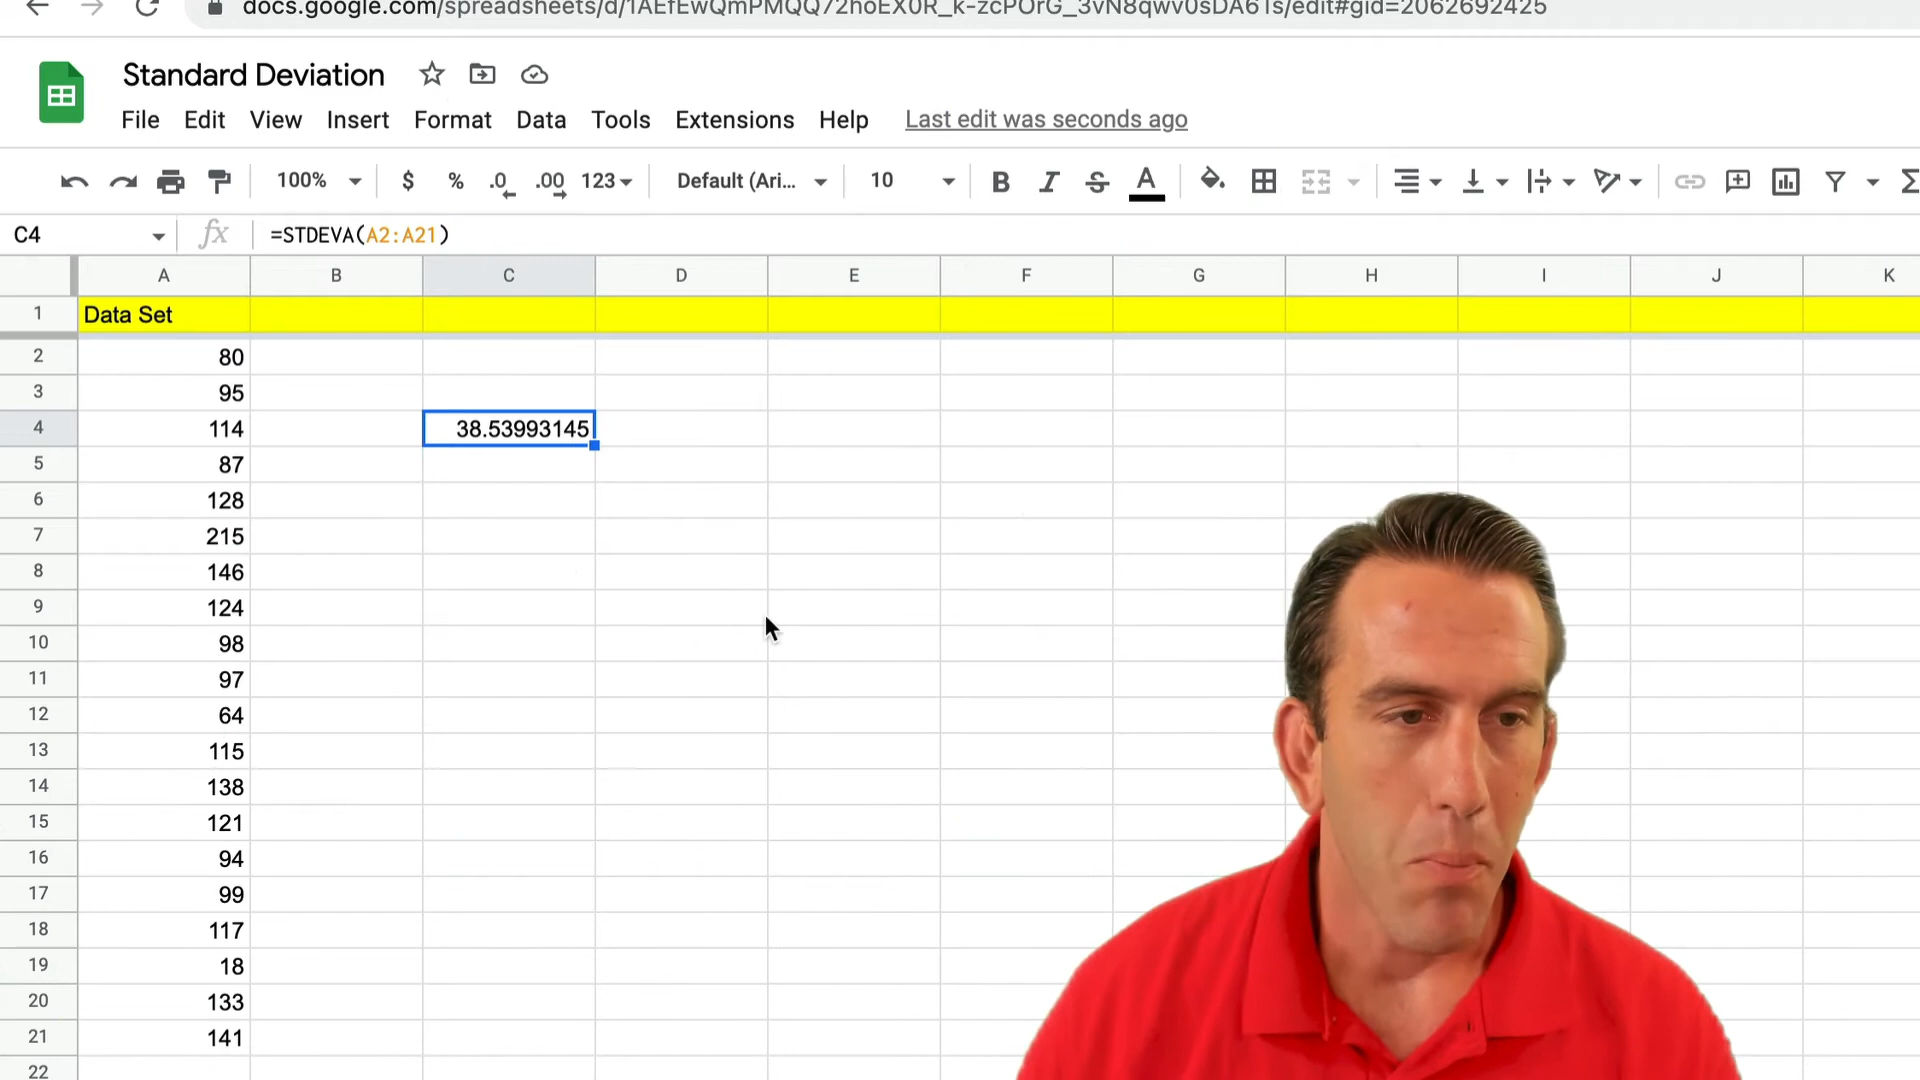 docs.google.com/spreadsheets/d/1AEfEwQmPMQQ72hoEX0R_k-zcPOrG_3vN8qwv0sDA61s/edit#gid=2062692425
Standard Deviation
File Edit View Insert Format Data Tools Extensions Help Last edit was seconds ago
100% $ % .0 .00 123 Default (Ari... 10 B I S A Σ
C4 fx =STDEVA(A2:A21)
A B C D E F G H I J K
1 Data Set
2 80
3 95
4 114 38.53993145
5 87
6 128
7 215
8 146
9 124
10 98
11 97
12 64
13 115
14 138
15 121
16 94
17 99
18 117
19 18
20 133
21 141
22